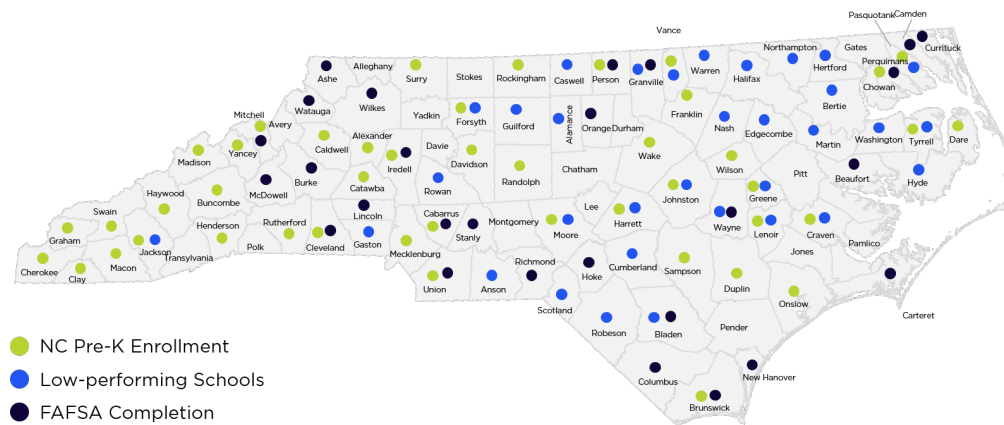 Pasquotank
Camden
Vance
Northampton
Gates
Currituck
Perquimans
Alleghany
Surry
Stokes
Rockingham
Caswell
Person
Granville
Warren
Halifax
Hertford
Chowan
Ashe
Wilkes
Watauga
Yadkin
Forsyth
Guilford
Alamance
Orange
Durham
Franklin
Nash
Edgecombe
Bertie
Martin
Washington
Tyrrell
Dare
Mitchell
Avery
Yancey
Caldwell
Alexander
Iredell
Davie
Davidson
Randolph
Chatham
Wake
Wilson
Pitt
Beaufort
Hyde
Madison
Buncombe
McDowell
Burke
Catawba
Rowan
Haywood
Swain
Graham
Cherokee
Clay
Macon
Jackson
Transylvania
Henderson
Polk
Rutherford
Cleveland
Lincoln
Gaston
Cabarrus
Stanly
Mecklenburg
Union
Montgomery
Moore
Lee
Harrett
Johnston
Greene
Wayne
Lenoir
Craven
Pamlico
Jones
Richmond
Anson
Scotland
Hoke
Cumberland
Sampson
Duplin
Onslow
Carteret
Robeson
Bladen
Pender
New Hanover
Columbus
Brunswick
NC Pre-K Enrollment
Low-performing Schools
FAFSA Completion